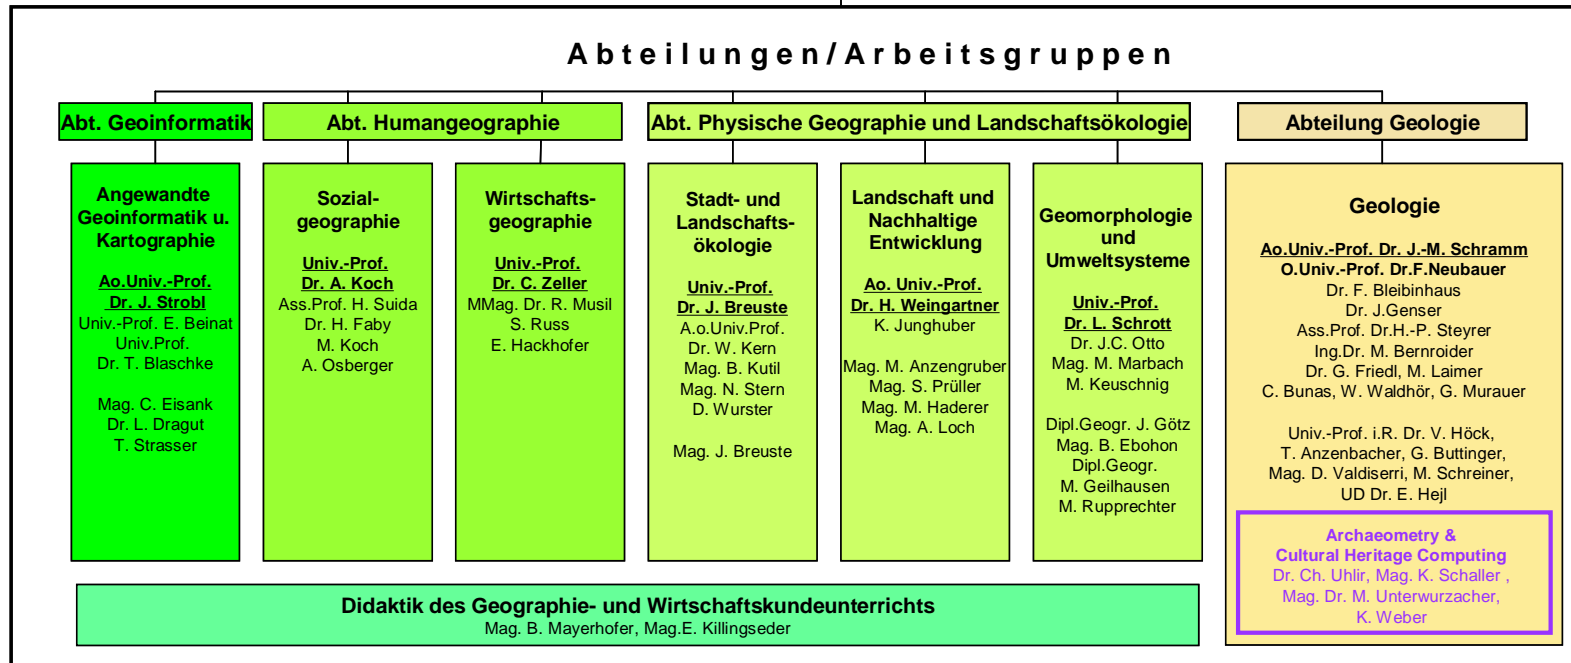 Abteilungen/Arbeitsgruppen
Abt. Geoinformatik
Abt. Humangeographie
Abt. Physische Geographie und Landschaftsökologie
Abteilung Geologie
Angewandte
Geoinformatik u.
Kartographie
Ao.Univ.-Prof.
Dr. J. Strobl
Univ.-Prof. E. Beinat
Univ.Prof.
Dr. T. Blaschke
Mag. C. Eisank
Dr. L. Dragut
T. Strasser
Sozial-
geographie
Univ.-Prof.
Dr. A. Koch
Ass.Prof. H. Suida
Dr. H. Faby
M. Koch
A. Osberger
Wirtschafts-
geographie
Univ.-Prof.
Dr. C. Zeller
MMag. Dr. R. Musil
S. Russ
E. Hackhofer
Stadt- und
Landschafts-
ökologie
Univ.-Prof.
Dr. J. Breuste
A.o.Univ.Prof.
Dr. W. Kern
Mag. B. Kutil
Mag. N. Stern
D. Wurster
Mag. J. Breuste
Landschaft und
Nachhaltige
Entwicklung
Ao. Univ.-Prof.
Dr. H. Weingartner
K. Junghuber
Mag. M. Anzengruber
Mag. S. Prüller
Mag. M. Haderer
Mag. A. Loch
Geomorphologie
und
Umweltsysteme
Univ.-Prof.
Dr. L. Schrott
Dr. J.C. Otto
Mag. M. Marbach
M. Keuschnig
Dipl.Geogr. J. Götz
Mag. B. Ebohon
Dipl.Geogr.
M. Geilhausen
M. Rupprechter
Geologie
Ao.Univ.-Prof. Dr. J.-M. Schramm
O.Univ.-Prof. Dr.F.Neubauer
Dr. F. Bleibinhaus
Dr. J.Genser
Ass.Prof. Dr.H.-P. Steyrer
Ing.Dr. M. Bernroider
Dr. G. Friedl, M. Laimer
C. Bunas, W. Waldhör, G. Murauer
Univ.-Prof. i.R. Dr. V. Höck,
T. Anzenbacher, G. Buttinger,
Mag. D. Valdiserri, M. Schreiner,
UD Dr. E. Hejl
Archaeometry &
Cultural Heritage Computing
Dr. Ch. Uhlir, Mag. K. Schaller ,
Mag. Dr. M. Unterwurzacher,
K. Weber
Didaktik des Geographie- und Wirtschaftskundeunterrichts
Mag. B. Mayerhofer, Mag.E. Killingseder